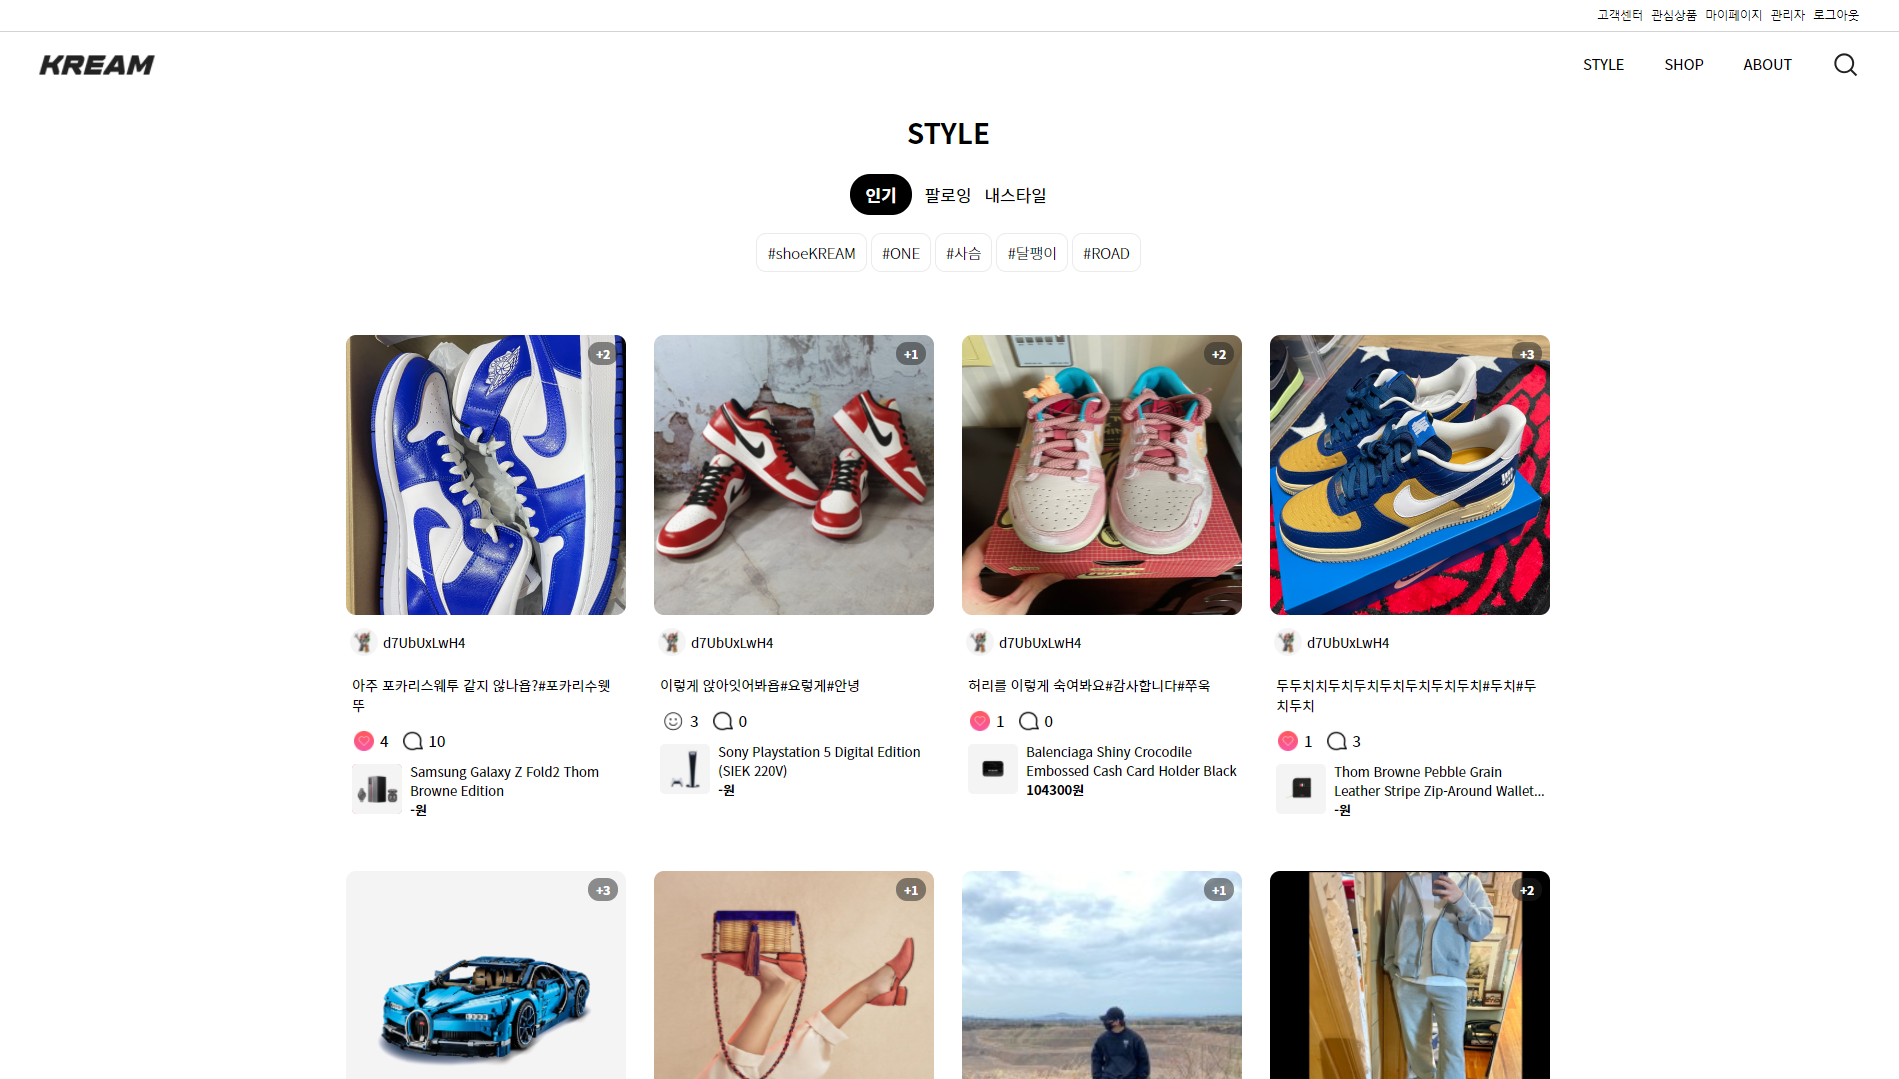 고객센터 관심상품 마이페이지 관리자 로그아웃
KREAM
STYLE SHOP ABOUT
STYLE
인기 팔로잉 내스타일
#shoeKREAM #ONE #사슴 #달팽이 #ROAD
+2
+1
+2
+3
d7UbUxLwH4
아주 포카리스웨투 같지 않나욥?#포카리수웻
뚜
4 10
Samsung Galaxy Z Fold2 Thom
Browne Edition
-원
d7UbUxLwH4
이렇게 앉아잇어봐욥#요렇게#안녕
3 0
Sony Playstation 5 Digital Edition
(SIEK 220V)
-원
d7UbUxLwH4
허리를 이렇게 숙여봐요#감사합니다#쭈욱
1 0
Balenciaga Shiny Crocodile
Embossed Cash Card Holder Black
104300원
d7UbUxLwH4
두두치치두치두치두치두치두치두치#두치#두
치두치
1 3
Thom Browne Pebble Grain
Leather Stripe Zip-Around Wallet...
-원
+3
+1
+1
+2